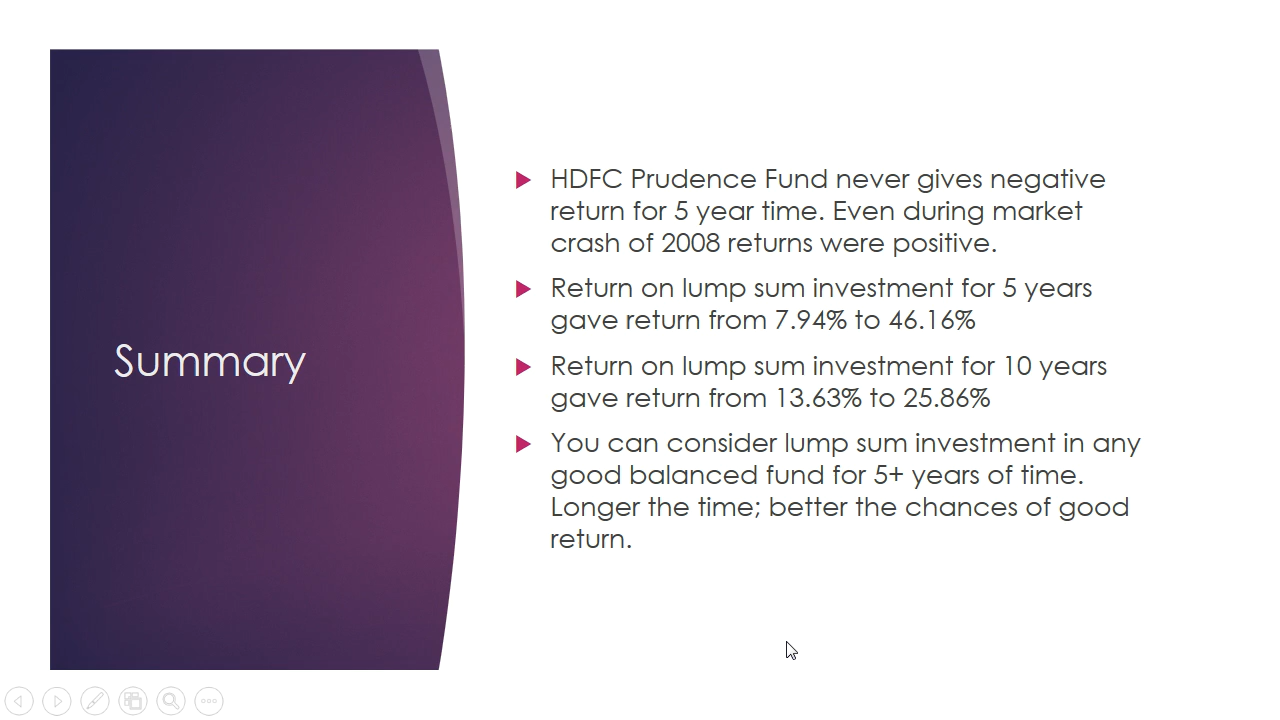 Summary
HDFC Prudence Fund never gives negative
return for 5 year time. Even during market
crash of 2008 returns were positive.
Return on lump sum investment for 5 years
gave return from 7.94% to 46.16%
Return on lump sum investment for 10 years
gave return from 13.63% to 25.86%
You can consider lump sum investment in any
good balanced fund for 5+ years of time.
Longer the time; better the chances of good
return.